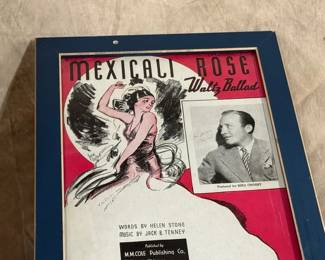 MEXICALI ROSE
Waltz Ballad
Featured by BING CROSBY
WORDS BY HELEN STONE
MUSIC BY JACK B. TENNEY
Published by
M.M. COLE Publishing Co.